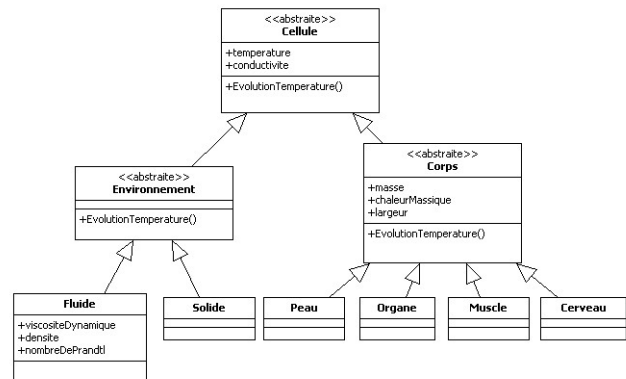 <<abstraite>>
Cellule
+temperature
+conductivite
+EvolutionTemperature()
<<abstraite>>
Environnement
+EvolutionTemperature()
<<abstraite>>
Corps
+masse
+chaleurMassique
+largeur
+EvolutionTemperature()
Fluide
+viscositeDynamique
+densite
+nombreDePrandtl
Solide
Peau
Organe
Muscle
Cerveau